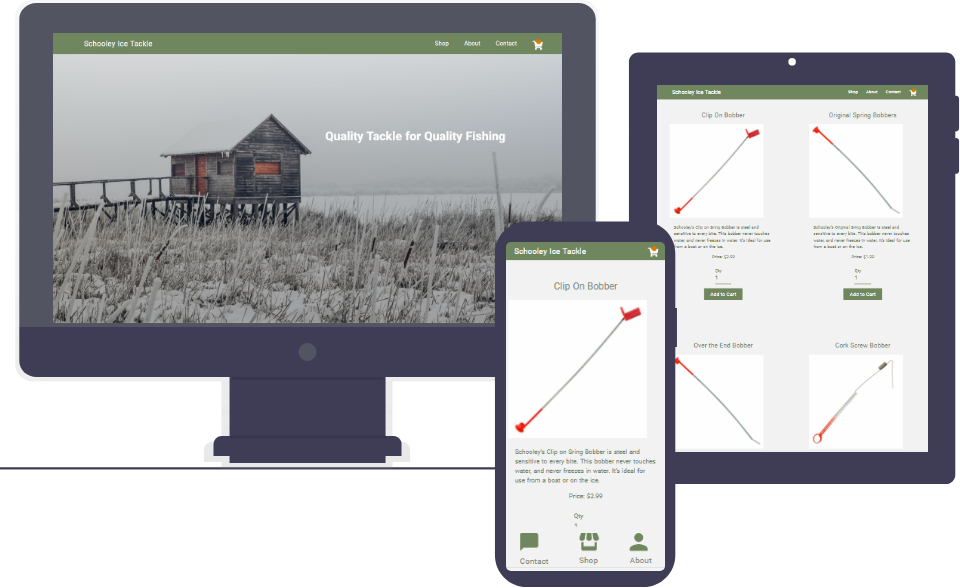 Schooley Ice Tackle
Shop About Contact
Quality Tackle for Quality Fishing
Schooley Ice Tackle
Shop About Contact
Clip On Bobber
Original Spring Bobbers
Schooley's Clip on Sring Bobber is steel and
sensitive to every bite. This bobber never touches
water, and never freezes in water. It's ideal for use
from a boat or on the ice.
Price: $2.99
Qty
1
Add to Cart
Schooley's Original Spring Bobber is steel and
sensitive to every bite. This bobber never touches
water, and never freezes in water. It's ideal for use
from a boat or on the ice.
Qty
1
Add to Cart
Over the End Bobber
Cork Screw Bobber
Schooley Ice Tackle
Clip On Bobber
Schooley's Clip on Sring Bobber is steel and
sensitive to every bite. This bobber never touches
water, and never freezes in water. It's ideal for
use from a boat or on the ice.
Price: $2.99
Qty
Contact Shop About